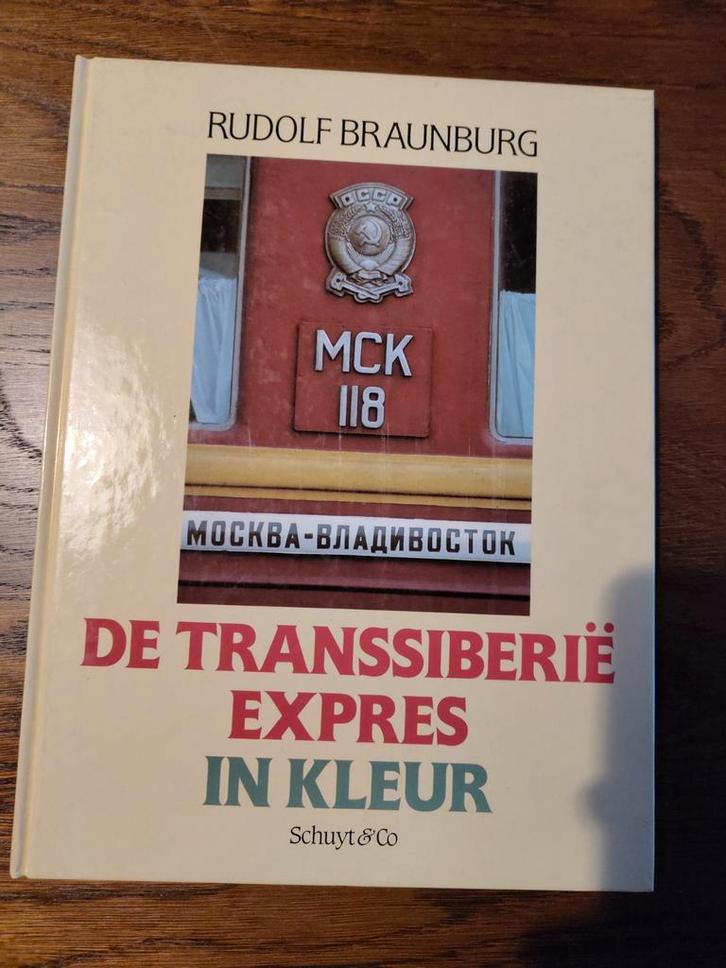 RUDOLF BRAUNBURG
СССР
МСК
118
МОСКВА-ВЛАДИВОСТОК
DE TRANSSIBERIË
EXPRES
IN KLEUR
Schuyt & Co